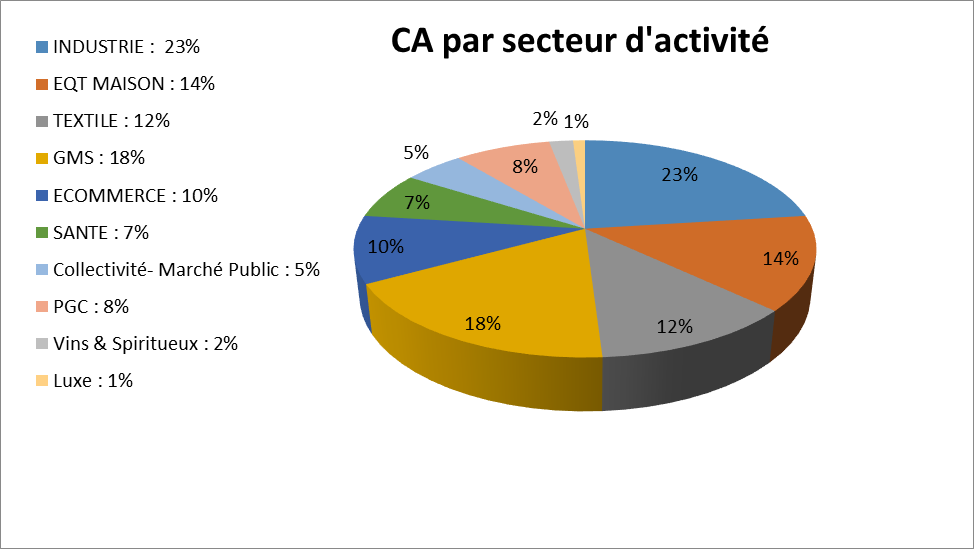 CA par secteur d'activité
INDUSTRIE :  23%
EQT MAISON : 14%
TEXTILE : 12%
GMS : 18%
ECOMMERCE : 10%
SANTE : 7%
Collectivité- Marché Public : 5%
PGC : 8%
Vins & Spiritueux : 2%
Luxe : 1%
23%
14%
12%
18%
10%
7%
5%
8%
2%
1%